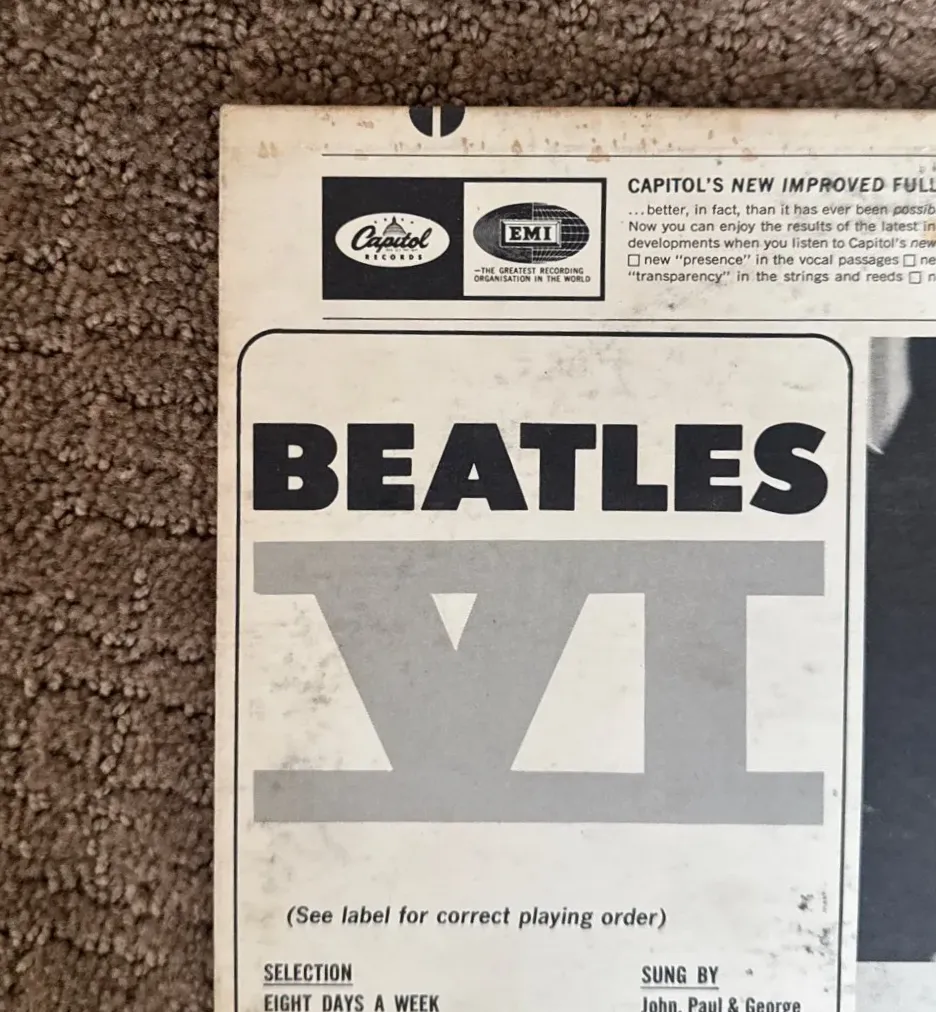 Capitol
RECORDS
EMI
—THE GREATEST RECORDING
ORGANISATION IN THE WORLD
CAPITOL'S NEW IMPROVED FULL
...better, in fact, than it has ever been
Now you can enjoy the results of the latest in
developments when you listen to Capitol's new
☐ new "presence" in the vocal passages ☐ ne
"transparency" in the strings and reeds ☐ n
BEATLES
VI
(See label for correct playing order)
SELECTION
EIGHT DAYS A WEEK
SUNG BY
John, Paul & George